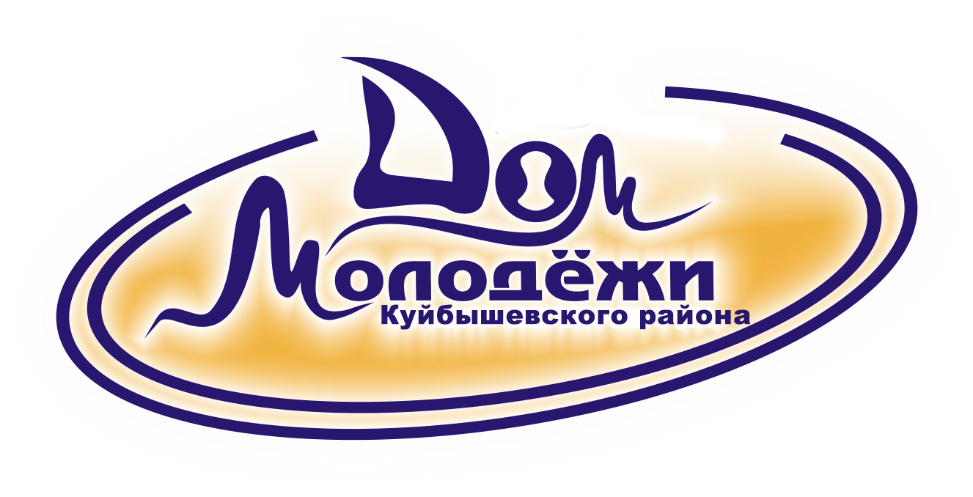 Дом
Молодёжи
Куйбышевского района